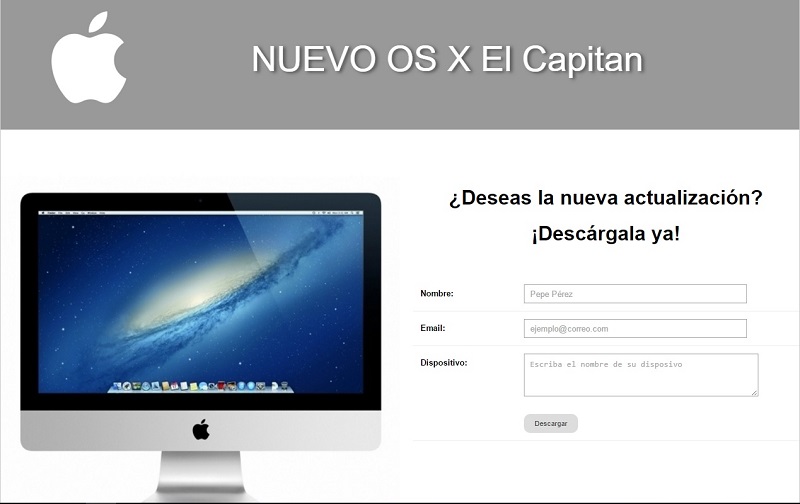 NUEVO OS X El Capitan
¿Deseas la nueva actualización?
¡Descárgala ya!
Nombre:
Pepe Pérez
Email:
ejemplo@correo.com
Dispositivo:
Escriba el nombre de su disposivo
Descargar